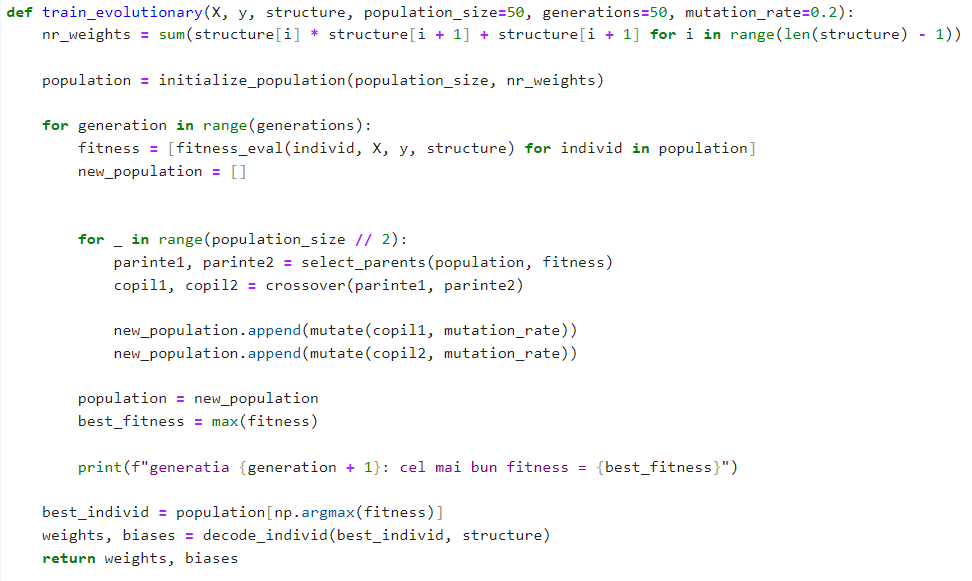 def train_evolutionary(X, y, structure, population_size=50, generations=50, mutation_rate=0.2):
    nr_weights = sum(structure[i] * structure[i + 1] + structure[i + 1] for i in range(len(structure) - 1))
    population = initialize_population(population_size, nr_weights)
    for generation in range(generations):
        fitness = [fitness_eval(individ, X, y, structure) for individ in population]
        new_population = []
        for _ in range(population_size // 2):
            parinte1, parinte2 = select_parents(population, fitness)
            copil1, copil2 = crossover(parinte1, parinte2)
            new_population.append(mutate(copil1, mutation_rate))
            new_population.append(mutate(copil2, mutation_rate))
        population = new_population
        best_fitness = max(fitness)
        print(f"generatia {generation + 1}: cel mai bun fitness = {best_fitness}")
    best_individ = population[np.argmax(fitness)]
    weights, biases = decode_individ(best_individ, structure)
    return weights, biases